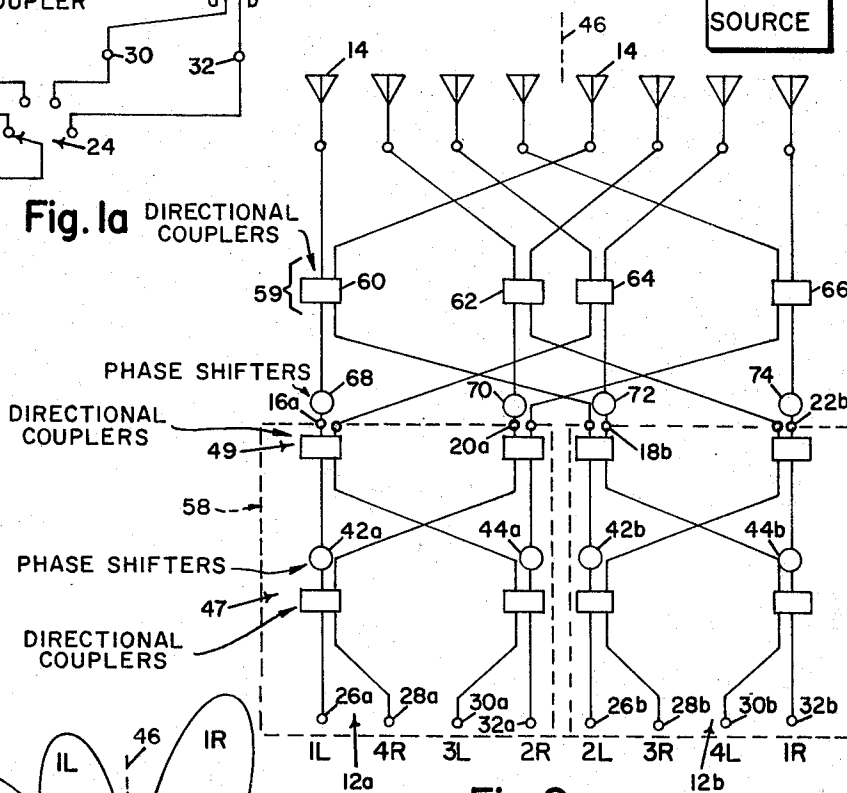 SOURCE
30
32
24
46
14
14
Fig. 1a
DIRECTIONAL
COUPLERS
59
60
62
64
66
PHASE SHIFTERS
68
70
72
74
16a
DIRECTIONAL
COUPLERS
49
20a
18b
22b
58
42a
44a
42b
44b
PHASE SHIFTERS
47
DIRECTIONAL
COUPLERS
26a
28a
30a
32a
26b
28b
30b
32b
1L
4R
3L
2R
2L
3R
4L
1R
12a
12b
46
1L
1R